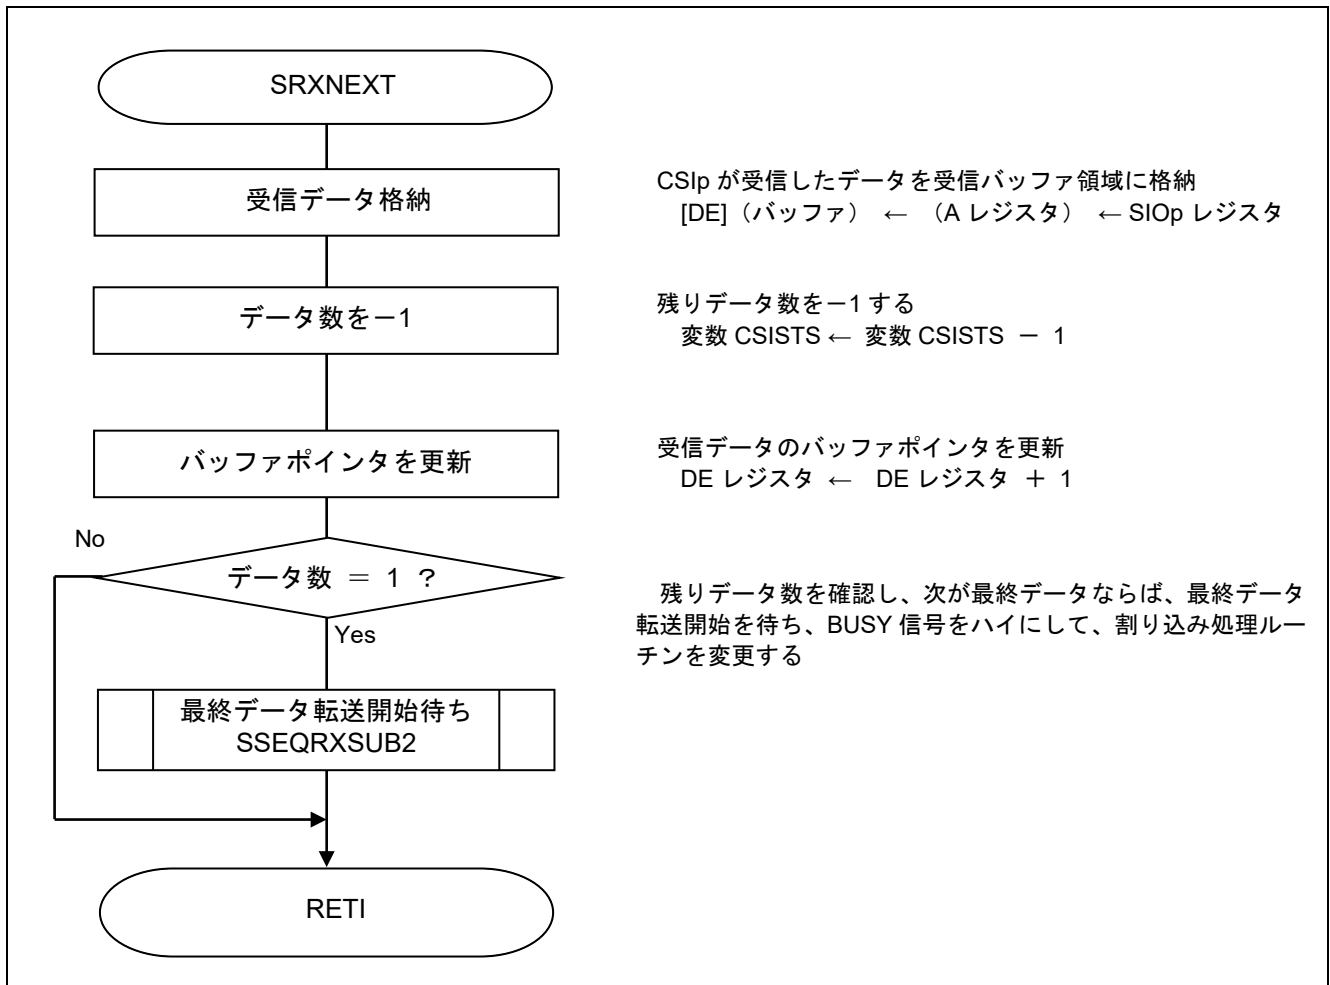 SRXNEXT
受信データ格納
CSIp が受信したデータを受信バッファ領域に格納
[DE]（バッファ） ← （A レジスタ） ← SIOp レジスタ
データ数を－1
残りデータ数を－1 する
変数 CSISTS ← 変数 CSISTS － 1
バッファポインタを更新
受信データのバッファポインタを更新
DE レジスタ ← DE レジスタ ＋ 1
No
データ数 ＝ 1 ？
Yes
残りデータ数を確認し、次が最終データならば、最終データ
転送開始を待ち、BUSY 信号をハイにして、割り込み処理ルー
チンを変更する
最終データ転送開始待ち
SSEQRXSUB2
RETI